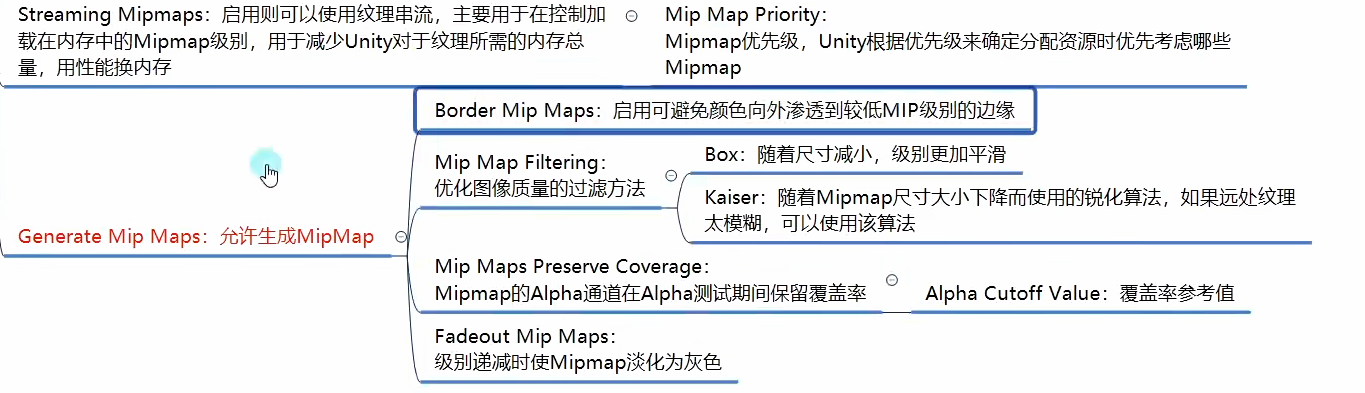 Streaming Mipmaps：启用则可以使用纹理串流，主要用于在控制加
载在内存中的Mipmap级别，用于减少Unity对于纹理所需的内存总
量，用性能换内存
Mip Map Priority：
Mipmap优先级，Unity根据优先级来确定分配资源时优先考虑哪些
Mipmap
Generate Mip Maps：允许生成MipMap
Border Mip Maps：启用可避免颜色向外渗透到较低MIP级别的边缘
Mip Map Filtering：
优化图像质量的过滤方法
Box：随着尺寸减小，级别更加平滑
Kaiser：随着Mipmap尺寸大小下降而使用的锐化算法，如果远处纹理
太模糊，可以使用该算法
Mip Maps Preserve Coverage：
Mipmap的Alpha通道在Alpha测试期间保留覆盖率
Alpha Cutoff Value：覆盖率参考值
Fadeout Mip Maps：
级别递减时使Mipmap淡化为灰色